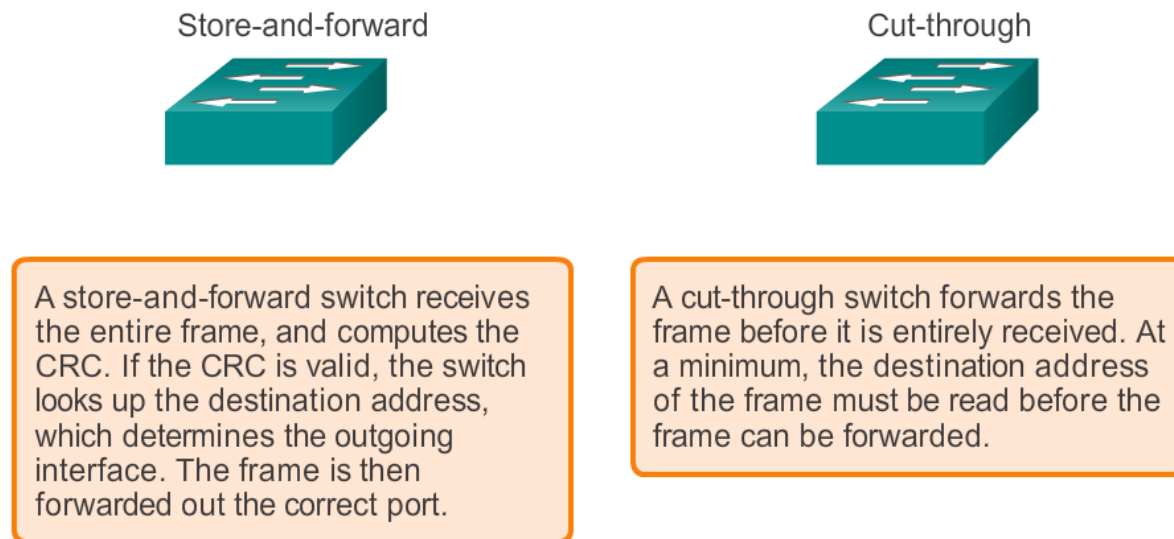 Store-and-forward
Cut-through
A store-and-forward switch receives
the entire frame, and computes the
CRC. If the CRC is valid, the switch
looks up the destination address,
which determines the outgoing
interface. The frame is then
forwarded out the correct port.
A cut-through switch forwards the
frame before it is entirely received. At
a minimum, the destination address
of the frame must be read before the
frame can be forwarded.